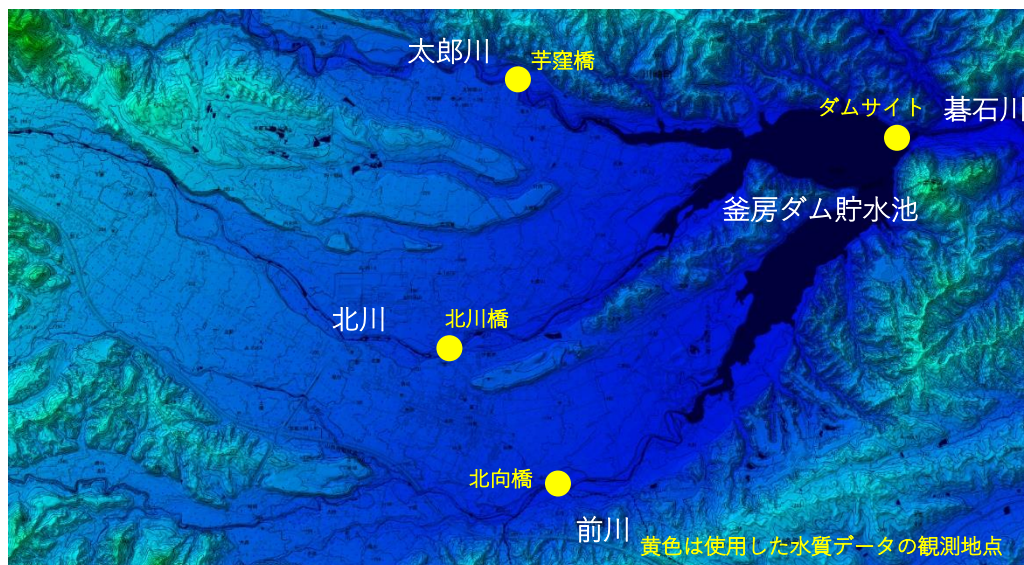 太郎川
芋窪橋
ダムサイト
碁石川
釜房ダム貯水池
北川
北川橋
北向橋
前川
黄色は使用した水質データの観測地点